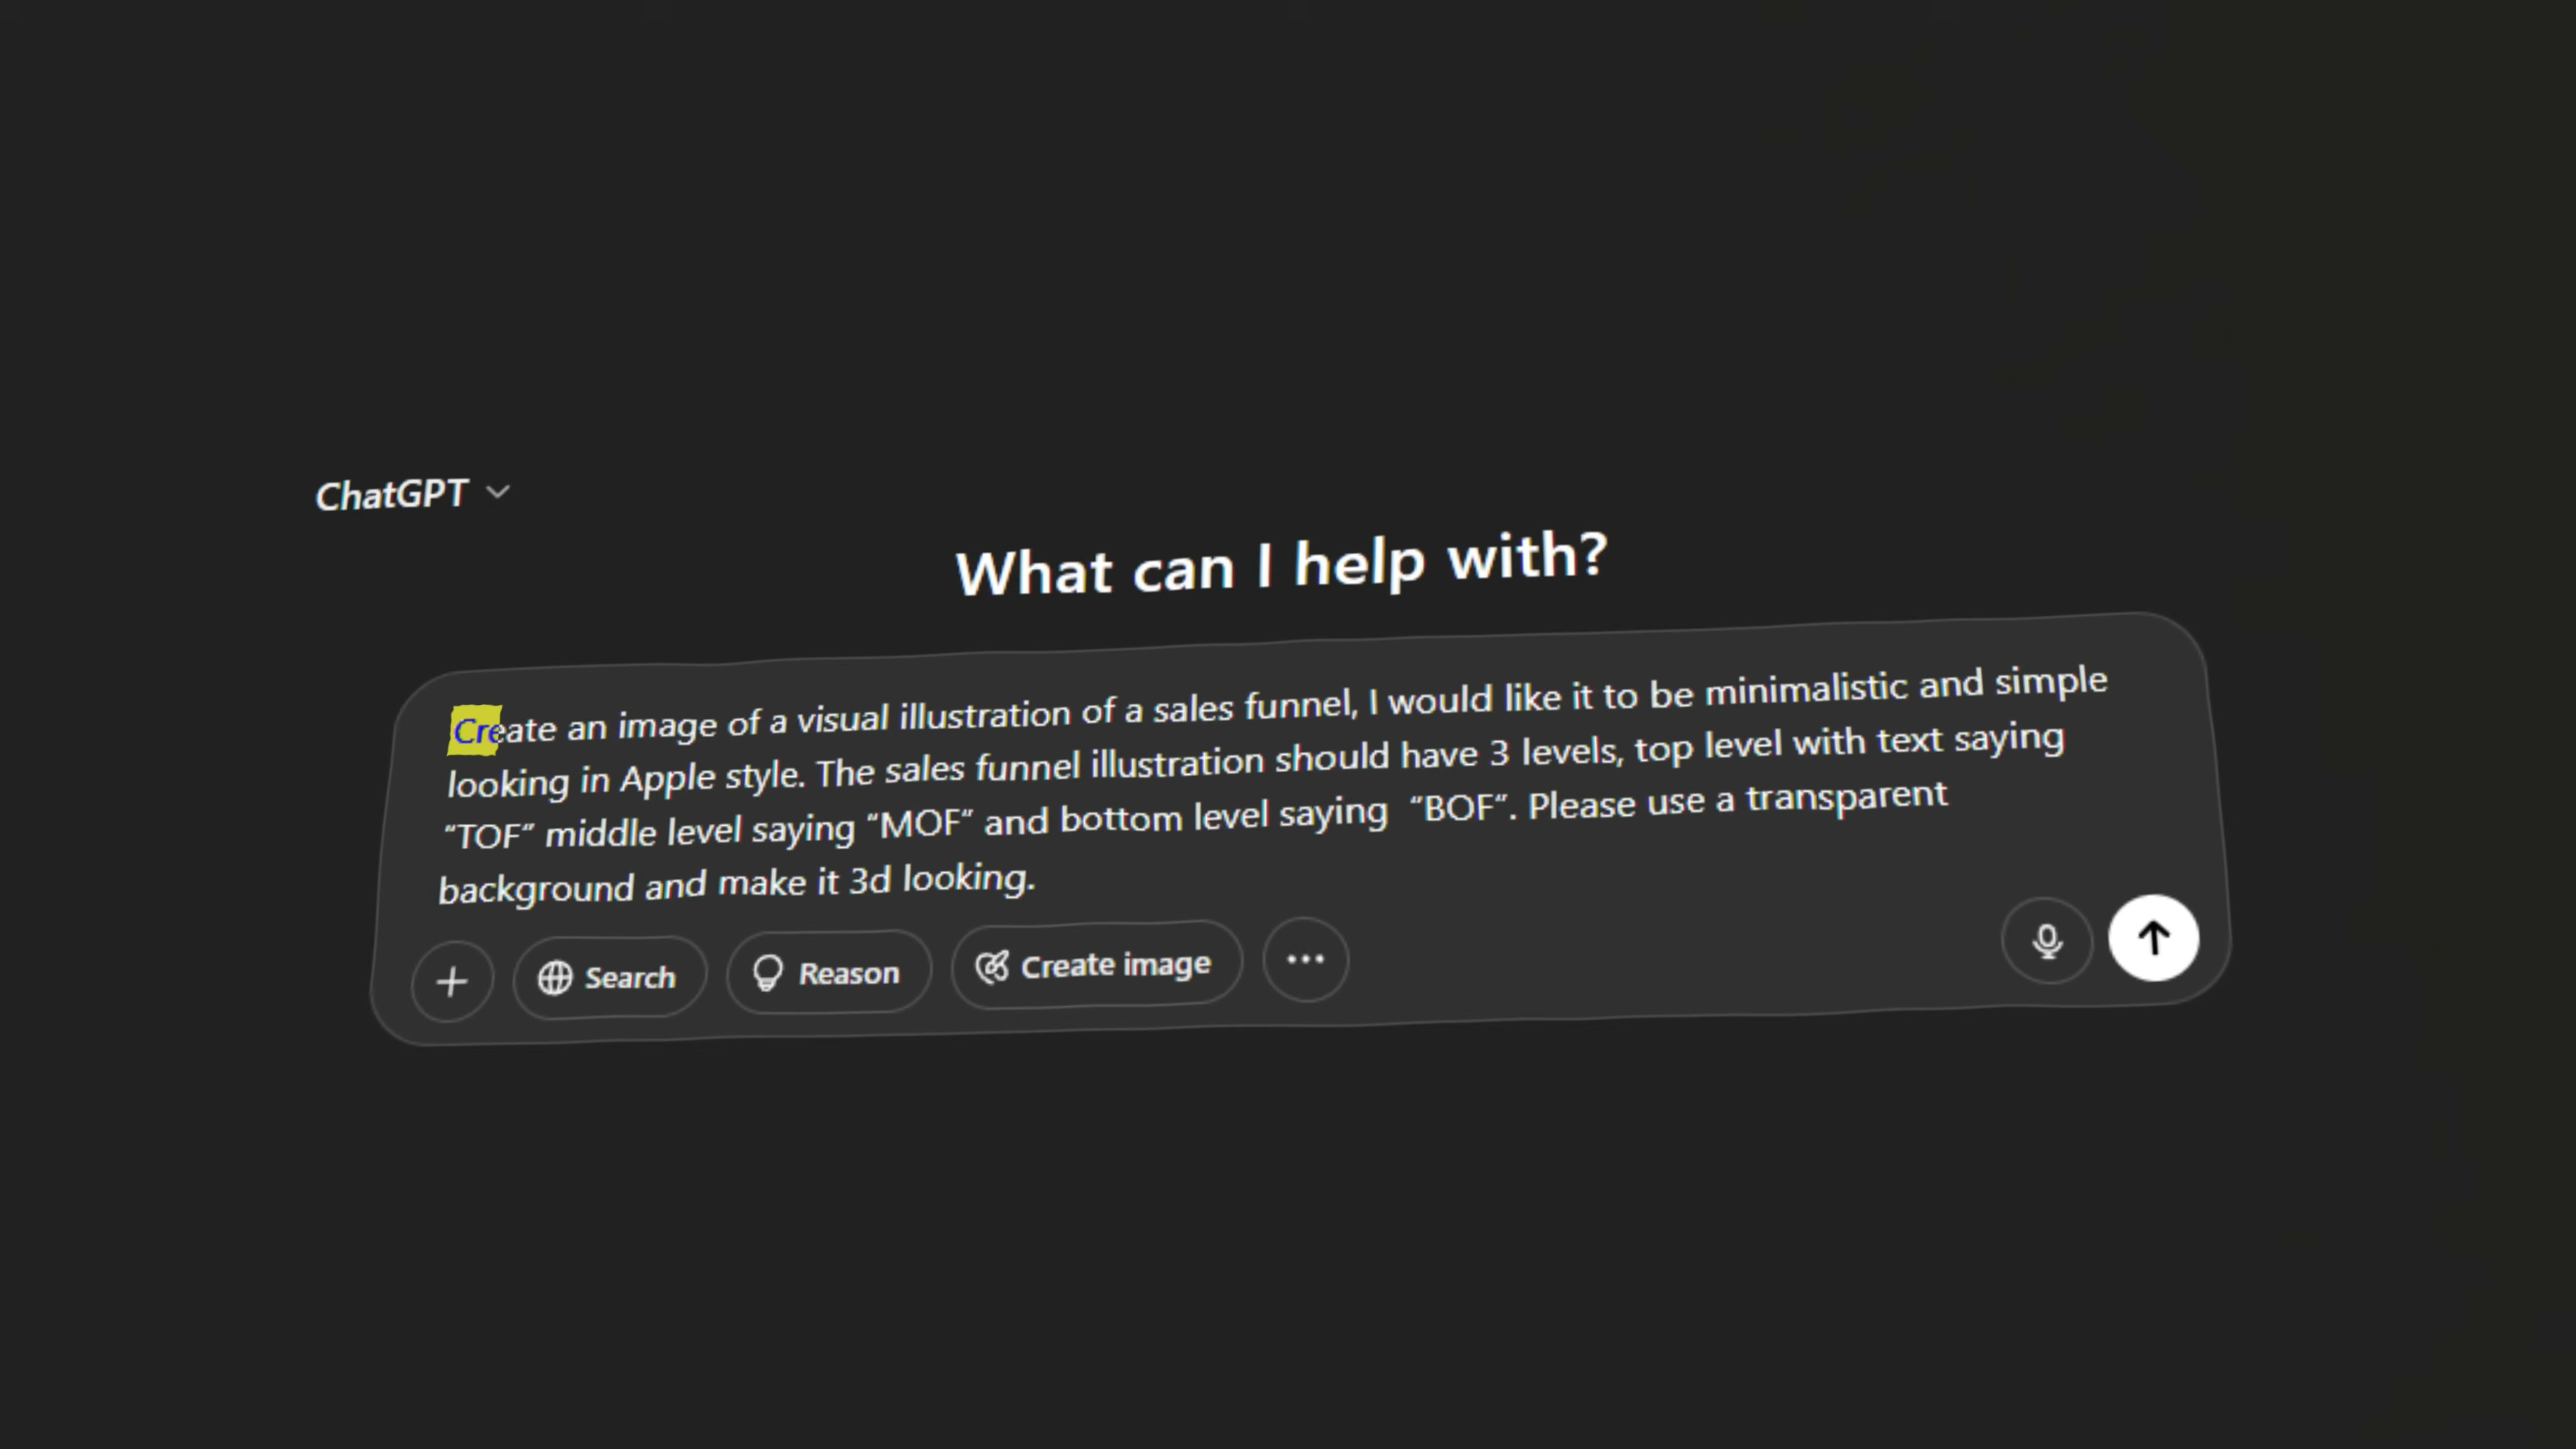 ChatGPT
What can I help with?
Create an image of a visual illustration of a sales funnel, I would like it to be minimalistic and simple
looking in Apple style. The sales funnel illustration should have 3 levels, top level with text saying
“TOF” middle level saying “MOF” and bottom level saying  “BOF”. Please use a transparent
background and make it 3d looking.
Search Reason Create image